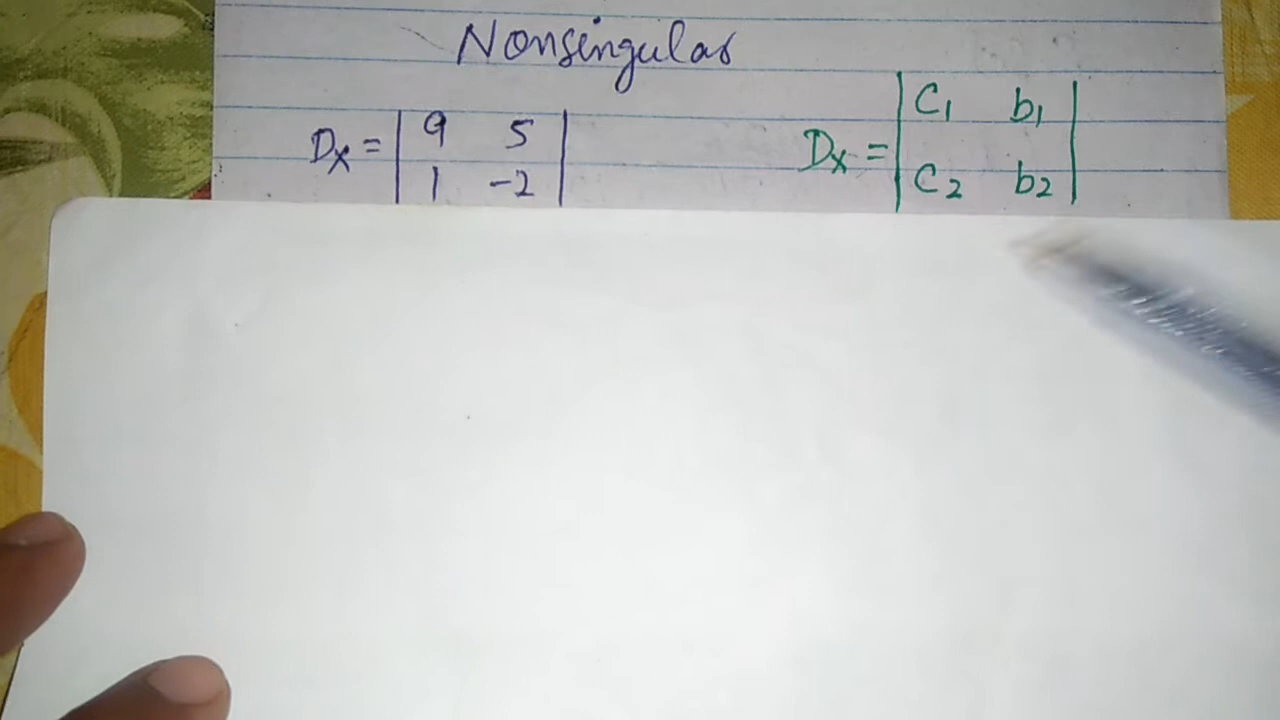 Nonsingular
Dx = | 9 5 |
| 1 -2 |
Dx = | C1 b1 |
| C2 b2 |